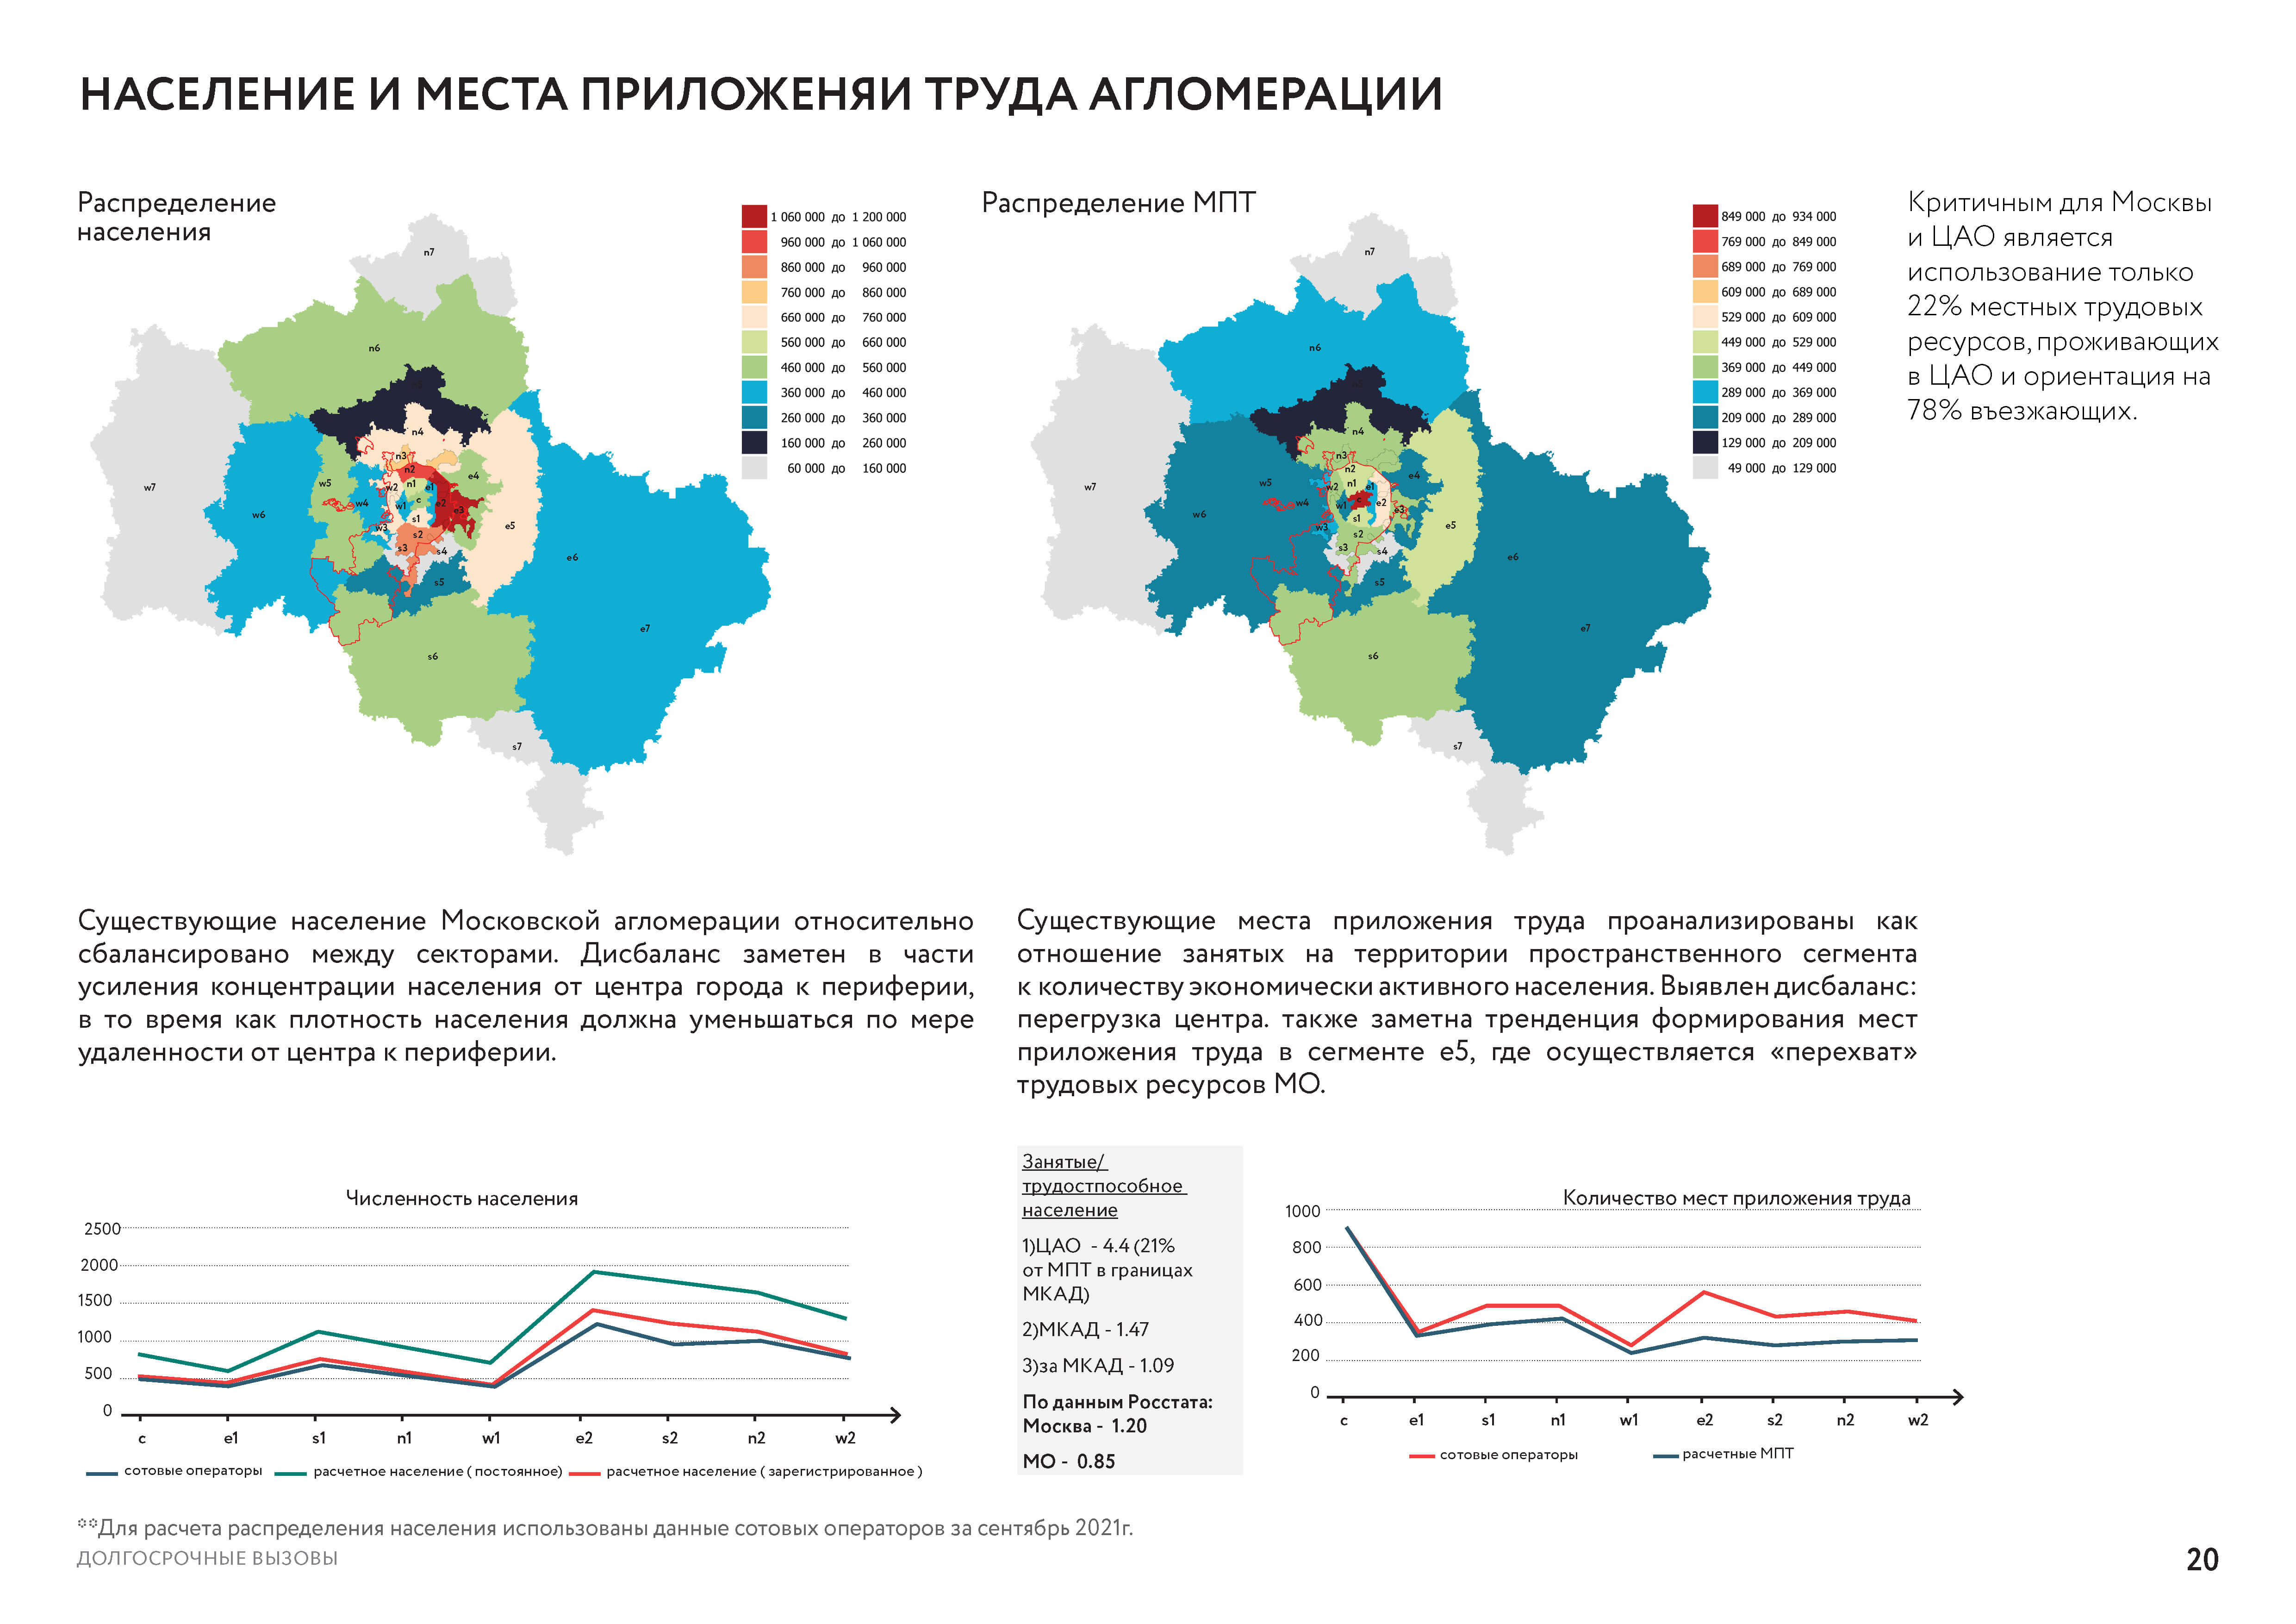 НАСЕЛЕНИЕ И МЕСТА ПРИЛОЖЕНЯИ ТРУДА АГЛОМЕРАЦИИ
Распределение
населения
1 060 000 до 1 200 000
960 000 до 1 060 000
860 000 до 960 000
760 000 до 860 000
660 000 до 760 000
560 000 до 660 000
460 000 до 560 000
360 000 до 460 000
260 000 до 360 000
160 000 до 260 000
60 000 до 160 000
n7
n6
n4
n3
n2
n1
e1
e2
e3
e4
e5
e6
e7
c
w1
w2
w3
w4
w5
w6
w7
s1
s2
s3
s4
s5
s6
s7
Распределение МПТ
849 000 до 934 000
769 000 до 849 000
689 000 до 769 000
609 000 до 689 000
529 000 до 609 000
449 000 до 529 000
369 000 до 449 000
289 000 до 369 000
209 000 до 289 000
129 000 до 209 000
49 000 до 129 000
n7
n6
n4
n3
n2
n1
e1
e2
e3
e4
e5
e6
e7
c
w1
w2
w3
w4
w5
w6
w7
s1
s2
s3
s4
s5
s6
s7
Критичным для Москвы
и ЦАО является
использование только
22% местных трудовых
ресурсов, проживающих
в ЦАО и ориентация на
78% въезжающих.
Существующие население Московской агломерации относительно
сбалансировано между секторами. Дисбаланс заметен в части
усиления концентрации населения от центра города к периферии,
в то время как плотность населения должна уменьшаться по мере
удаленности от центра к периферии.
Существующие места приложения труда проанализированы как
отношение занятых на территории пространственного сегмента
к количеству экономически активного населения. Выявлен дисбаланс:
перегрузка центра. также заметна тренденция формирования мест
приложения труда в сегменте e5, где осуществляется «перехват»
трудовых ресурсов МО.
Численность населения
2500
2000
1500
1000
500
0
c e1 s1 n1 w1 e2 s2 n2 w2
сотовые операторы расчетное население ( постоянное) расчетное население ( зарегистрированное )
Занятые/
трудостпособное
население
1)ЦАО - 4.4 (21%
от МПТ в границах
МКАД)
2)МКАД - 1.47
3)за МКАД - 1.09
По данным Росстата:
Москва - 1.20
МО - 0.85
Количество мест приложения труда
1000
800
600
400
200
0
c e1 s1 n1 w1 e2 s2 n2 w2
сотовые операторы расчетные МПТ
**Для расчета распределения населения использованы данные сотовых операторов за сентябрь 2021г.
ДОЛГОСРОЧНЫЕ ВЫЗОВЫ
20